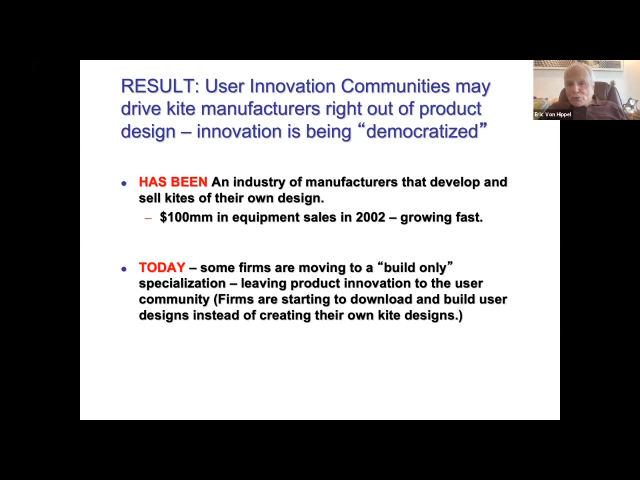 RESULT: User Innovation Communities may
drive kite manufacturers right out of product
design – innovation is being “democratized”
• HAS BEEN An industry of manufacturers that develop and
sell kites of their own design.
– $100mm in equipment sales in 2002 – growing fast.
• TODAY – some firms are moving to a “build only”
specialization – leaving product innovation to the user
community (Firms are starting to download and build user
designs instead of creating their own kite designs.)
Eric Von Hippel